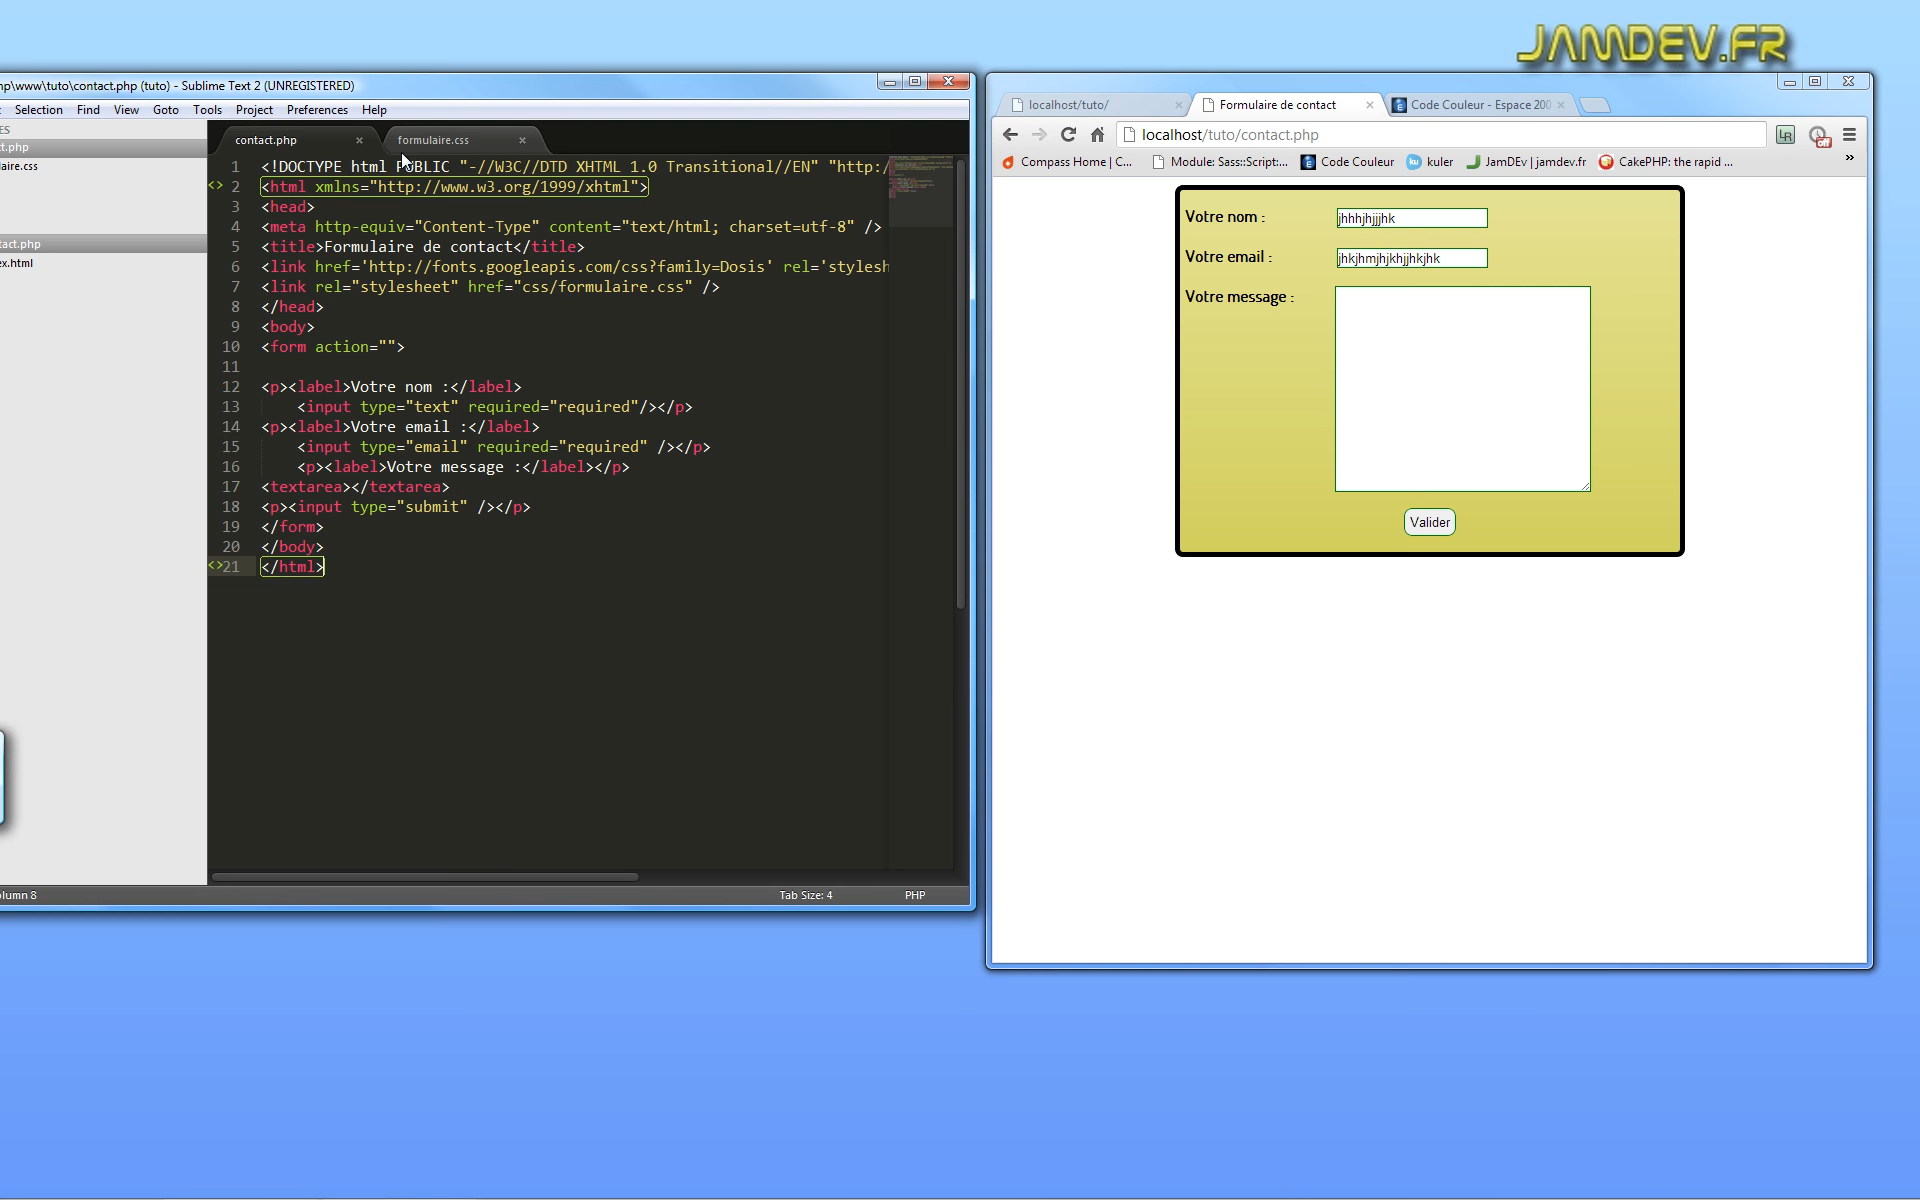 JAMDEV.FR
\www\tuto\contact.php (tuto) - Sublime Text 2 (UNREGISTERED)
Selection Find View Goto Tools Project Preferences Help
contact.php × formulaire.css ×
1 <!DOCTYPE html PUBLIC "-//W3C//DTD XHTML 1.0 Transitional//EN" "http:/
2 <html xmlns="http://www.w3.org/1999/xhtml">
3 <head>
4 <meta http-equiv="Content-Type" content="text/html; charset=utf-8" />
5 <title>Formulaire de contact</title>
6 <link href='http://fonts.googleapis.com/css?family=Dosis' rel='stylesh
7 <link rel="stylesheet" href="css/formulaire.css" />
8 </head>
9 <body>
10 <form action="">
11
12 <p><label>Votre nom :</label>
13 <input type="text" required="required"/></p>
14 <p><label>Votre email :</label>
15 <input type="email" required="required" /></p>
16 <p><label>Votre message :</label></p>
17 <textarea></textarea>
18 <p><input type="submit" /></p>
19 </form>
20 </body>
21 </html>
ES
ct.php
laire.css
tact.php
ex.html
olumn 8
Tab Size: 4
PHP
localhost/tuto/ × Formulaire de contact × Code Couleur - Espace 200 ×
localhost/tuto/contact.php
LR
Off
Compass Home | C... Module: Sass::Script:... Code Couleur ku kuler JamDEv | jamdev.fr CakePHP: the rapid ... »
Votre nom : jhhhjhjjjhk
Votre email : jhkjhmjhjkhjjhkjhk
Votre message :
Valider